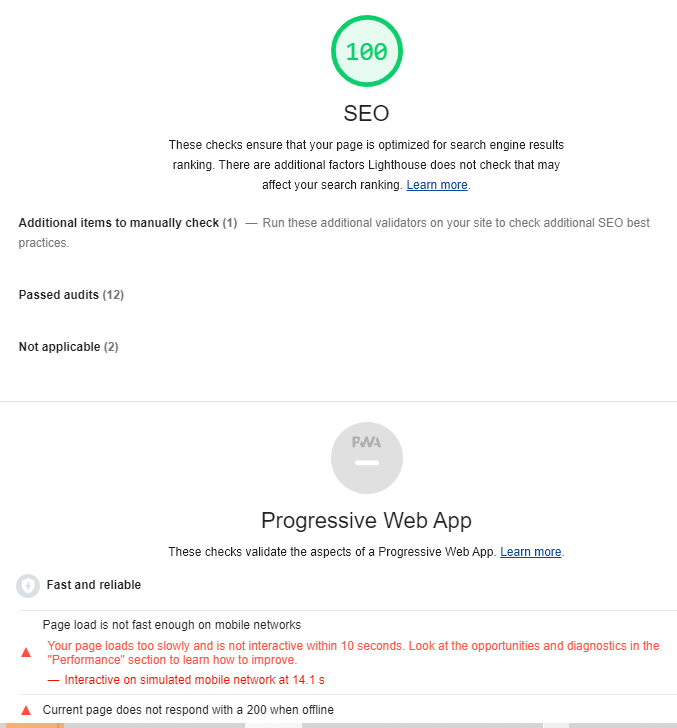 100
SEO
These checks ensure that your page is optimized for search engine results
ranking. There are additional factors Lighthouse does not check that may
affect your search ranking. Learn more.
Additional items to manually check (1) — Run these additional validators on your site to check additional SEO best
practices.
Passed audits (12)
Not applicable (2)
PWA
Progressive Web App
These checks validate the aspects of a Progressive Web App. Learn more.
Fast and reliable
Page load is not fast enough on mobile networks
Your page loads too slowly and is not interactive within 10 seconds. Look at the opportunities and diagnostics in the
"Performance" section to learn how to improve.
— Interactive on simulated mobile network at 14.1 s
Current page does not respond with a 200 when offline